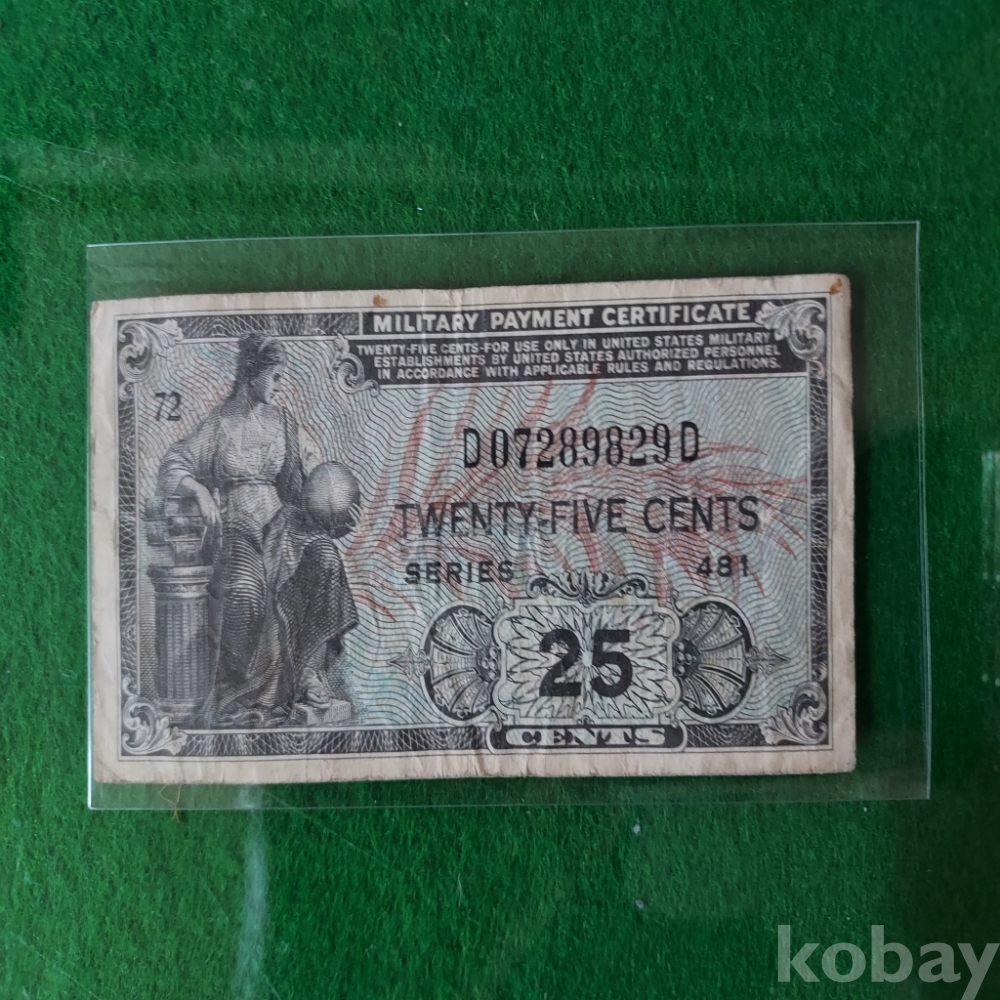 MILITARY PAYMENT CERTIFICATE
TWENTY-FIVE CENTS-FOR USE ONLY IN UNITED STATES MILITARY
ESTABLISHMENTS BY UNITED STATES AUTHORIZED PERSONNEL
IN ACCORDANCE WITH APPLICABLE RULES AND REGULATIONS.
72
D07289829D
TWENTY-FIVE CENTS
SERIES 481
25
CENTS
kobay